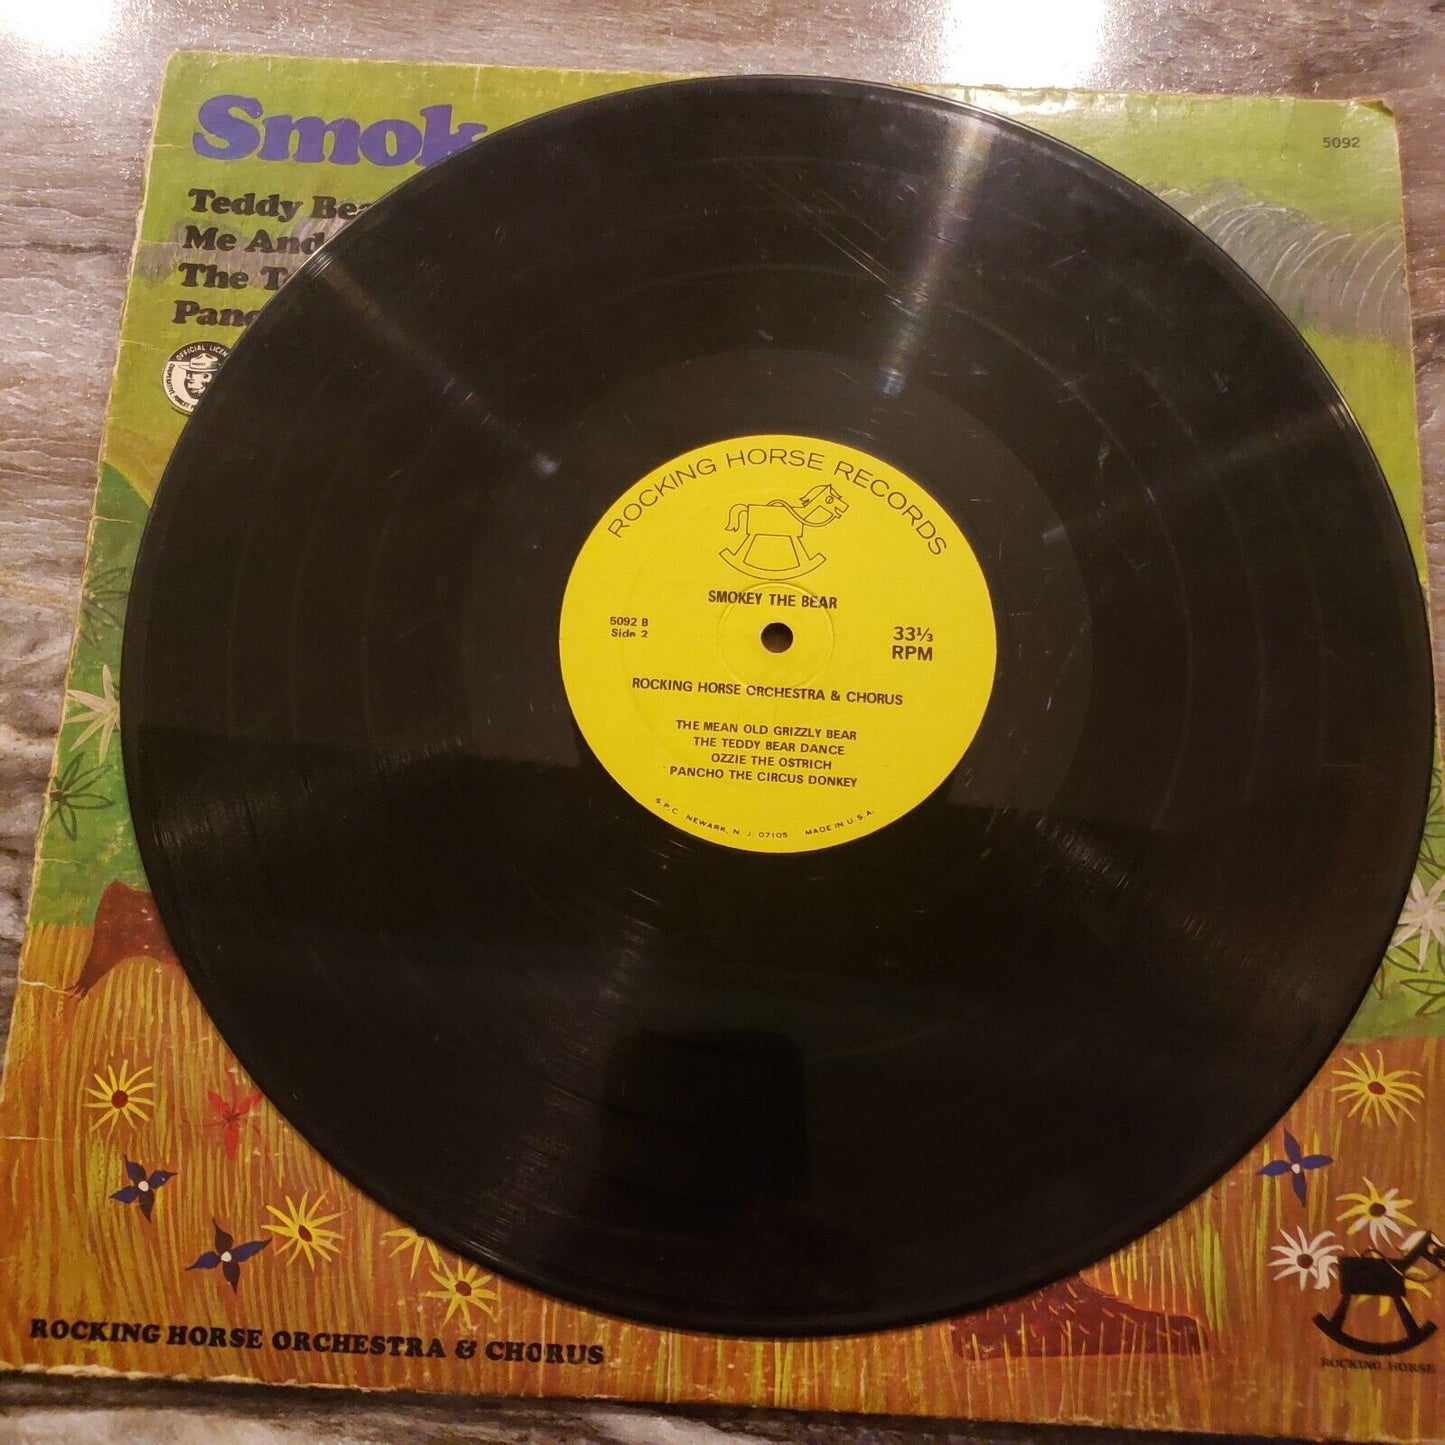 Smok
5092
Teddy Bea
Me And
The T
Panc
OFFICIAL LICEN
ROCKING HORSE RECORDS
SMOKEY THE BEAR
5092 B
Side 2
33⅓
RPM
ROCKING HORSE ORCHESTRA & CHORUS
THE MEAN OLD GRIZZLY BEAR
THE TEDDY BEAR DANCE
OZZIE THE OSTRICH
PANCHO THE CIRCUS DONKEY
S.P.C. NEWARK, N. J. 07105 MADE IN U.S.A.
ROCKING HORSE ORCHESTRA & CHORUS
ROCKING HORSE